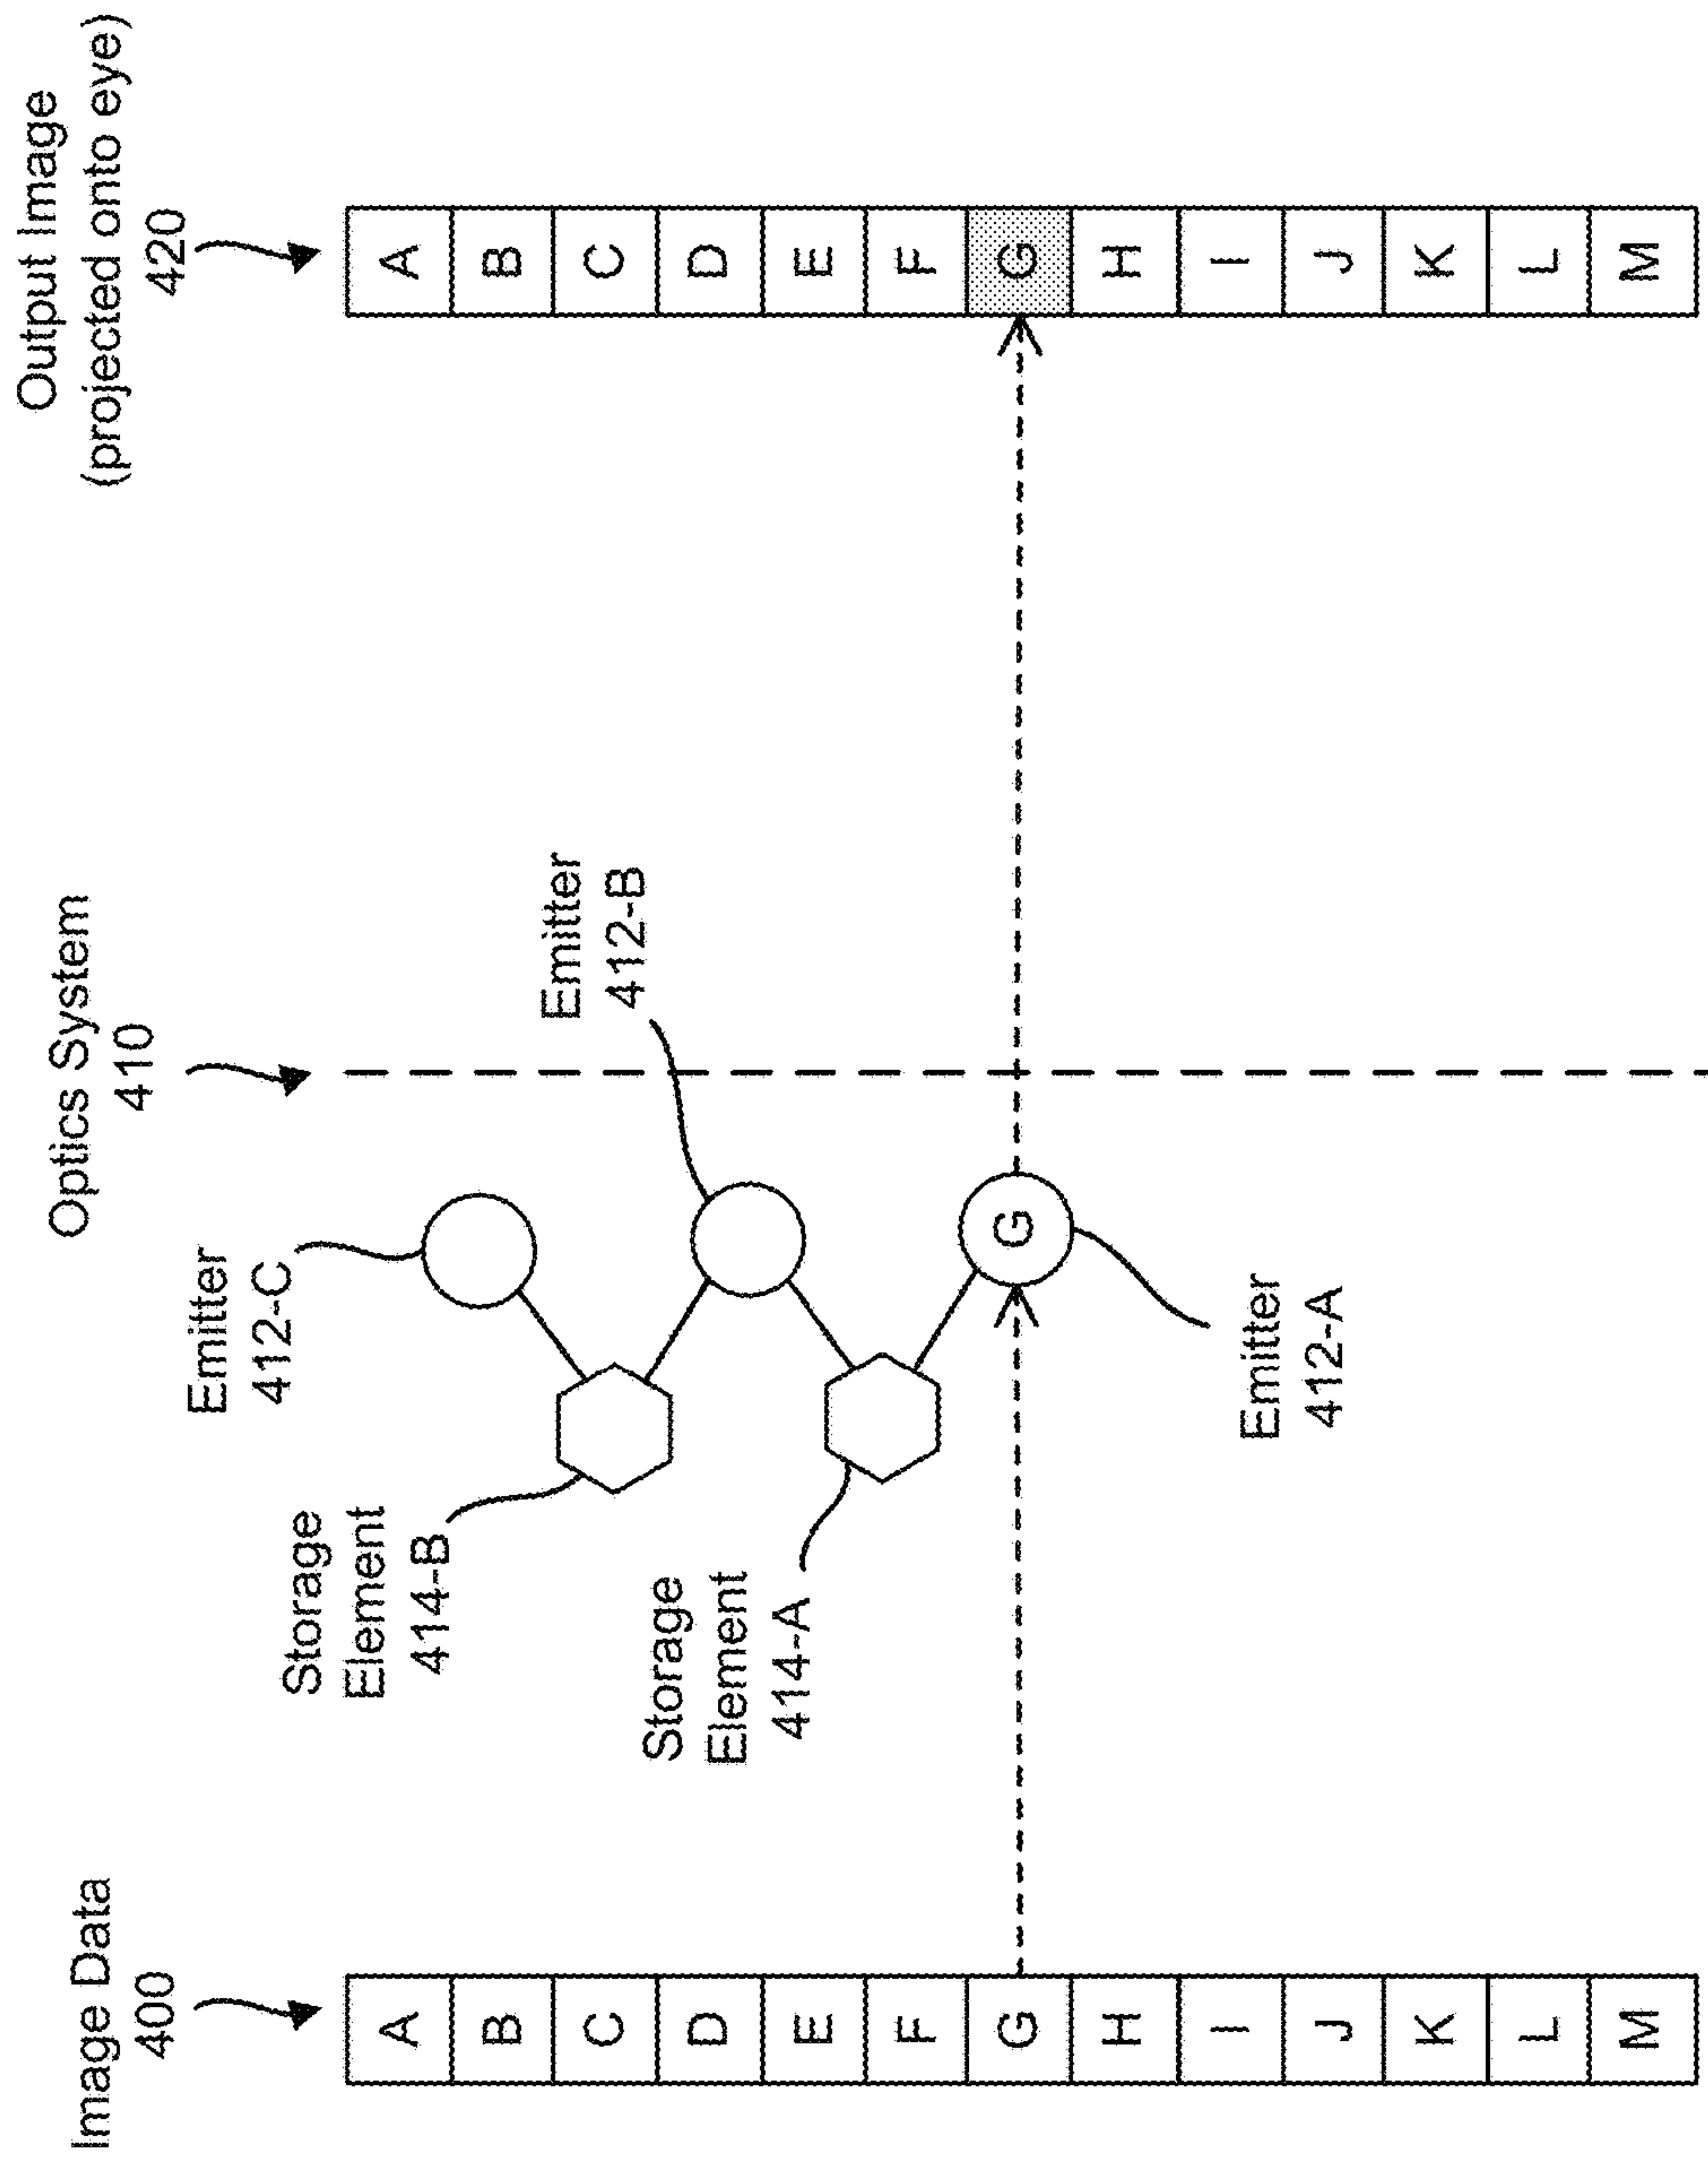 Image Data
400
A
B
C
D
E
F
G
H
I
J
K
L
M
Optics System
410
Emitter
412-C
Storage
Element
414-B
Emitter
412-B
Storage
Element
414-A
G
Emitter
412-A
Output Image
(projected onto eye)
420
A
B
C
D
E
F
G
H
I
J
K
L
M